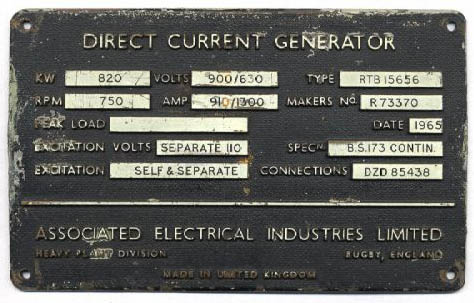 DIRECT CURRENT GENERATOR
KW 820 VOLTS 900/630 TYPE RTB 15656
RPM 750 AMP 910/1300 MAKERS NO. R 73370
PEAK LOAD DATE 1965
EXCITATION VOLTS SEPARATE 110 SPECN B.S. 173 CONTIN.
EXCITATION SELF & SEPARATE CONNECTIONS DZD 85438
ASSOCIATED ELECTRICAL INDUSTRIES LIMITED
HEAVY PLANT DIVISION RUGBY, ENGLAND
MADE IN UNITED KINGDOM